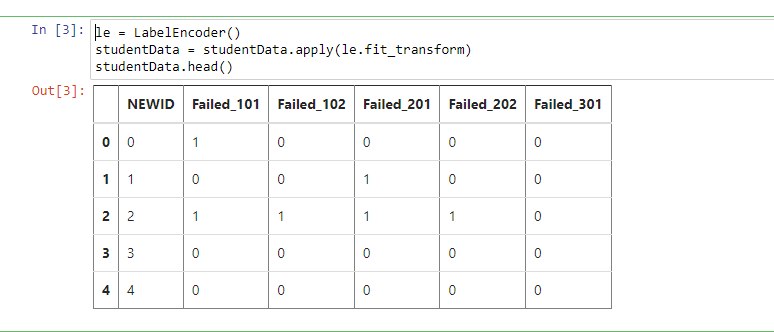 In [3]: le = LabelEncoder()
studentData = studentData.apply(le.fit_transform)
studentData.head()
Out[3]:
NEWID Failed_101 Failed_102 Failed_201 Failed_202 Failed_301
0 0 1 0 0 0 0
1 1 0 0 1 0 0
2 2 1 1 1 1 0
3 3 0 0 0 0 0
4 4 0 0 0 0 0